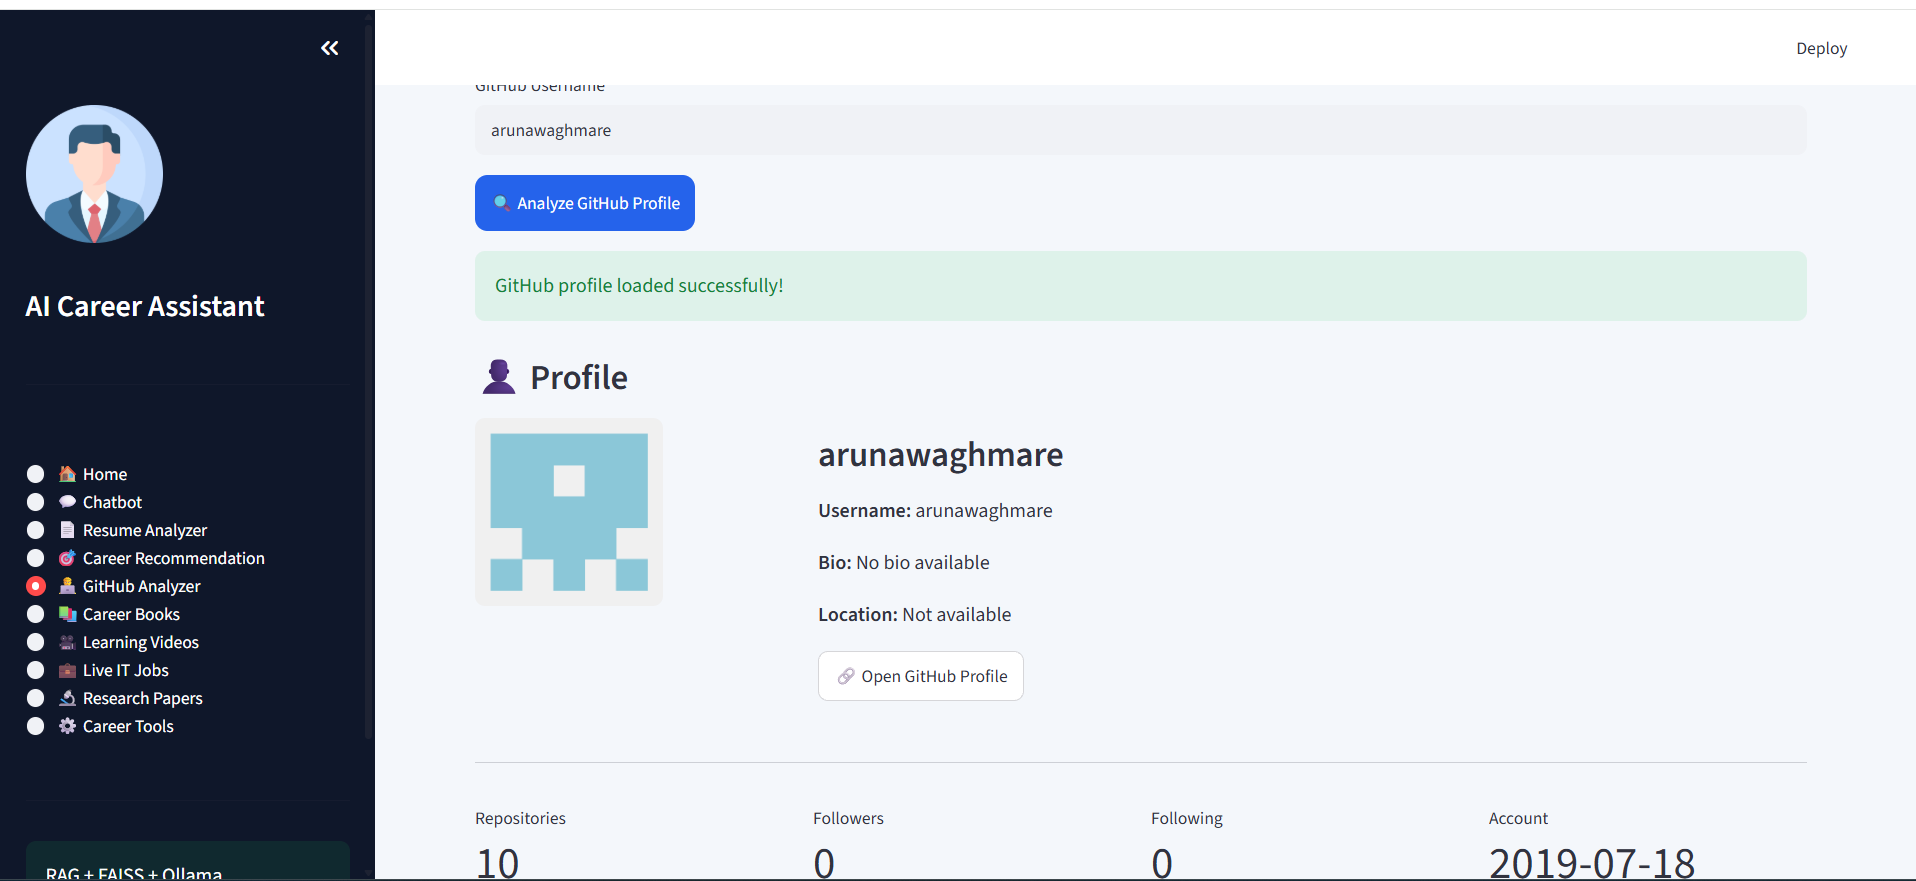 Deploy
AI Career Assistant
Home
Chatbot
Resume Analyzer
Career Recommendation
GitHub Analyzer
Career Books
Learning Videos
Live IT Jobs
Research Papers
Career Tools
RAG + FAISS + Ollama
GitHub Username
arunawaghmare
Analyze GitHub Profile
GitHub profile loaded successfully!
Profile
arunawaghmare
Username: arunawaghmare
Bio: No bio available
Location: Not available
Open GitHub Profile
Repositories Followers Following Account
10 0 0 2019-07-18